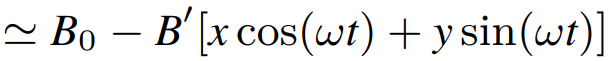 ≃ B₀ − B′[x cos(ωt) + y sin(ωt)]